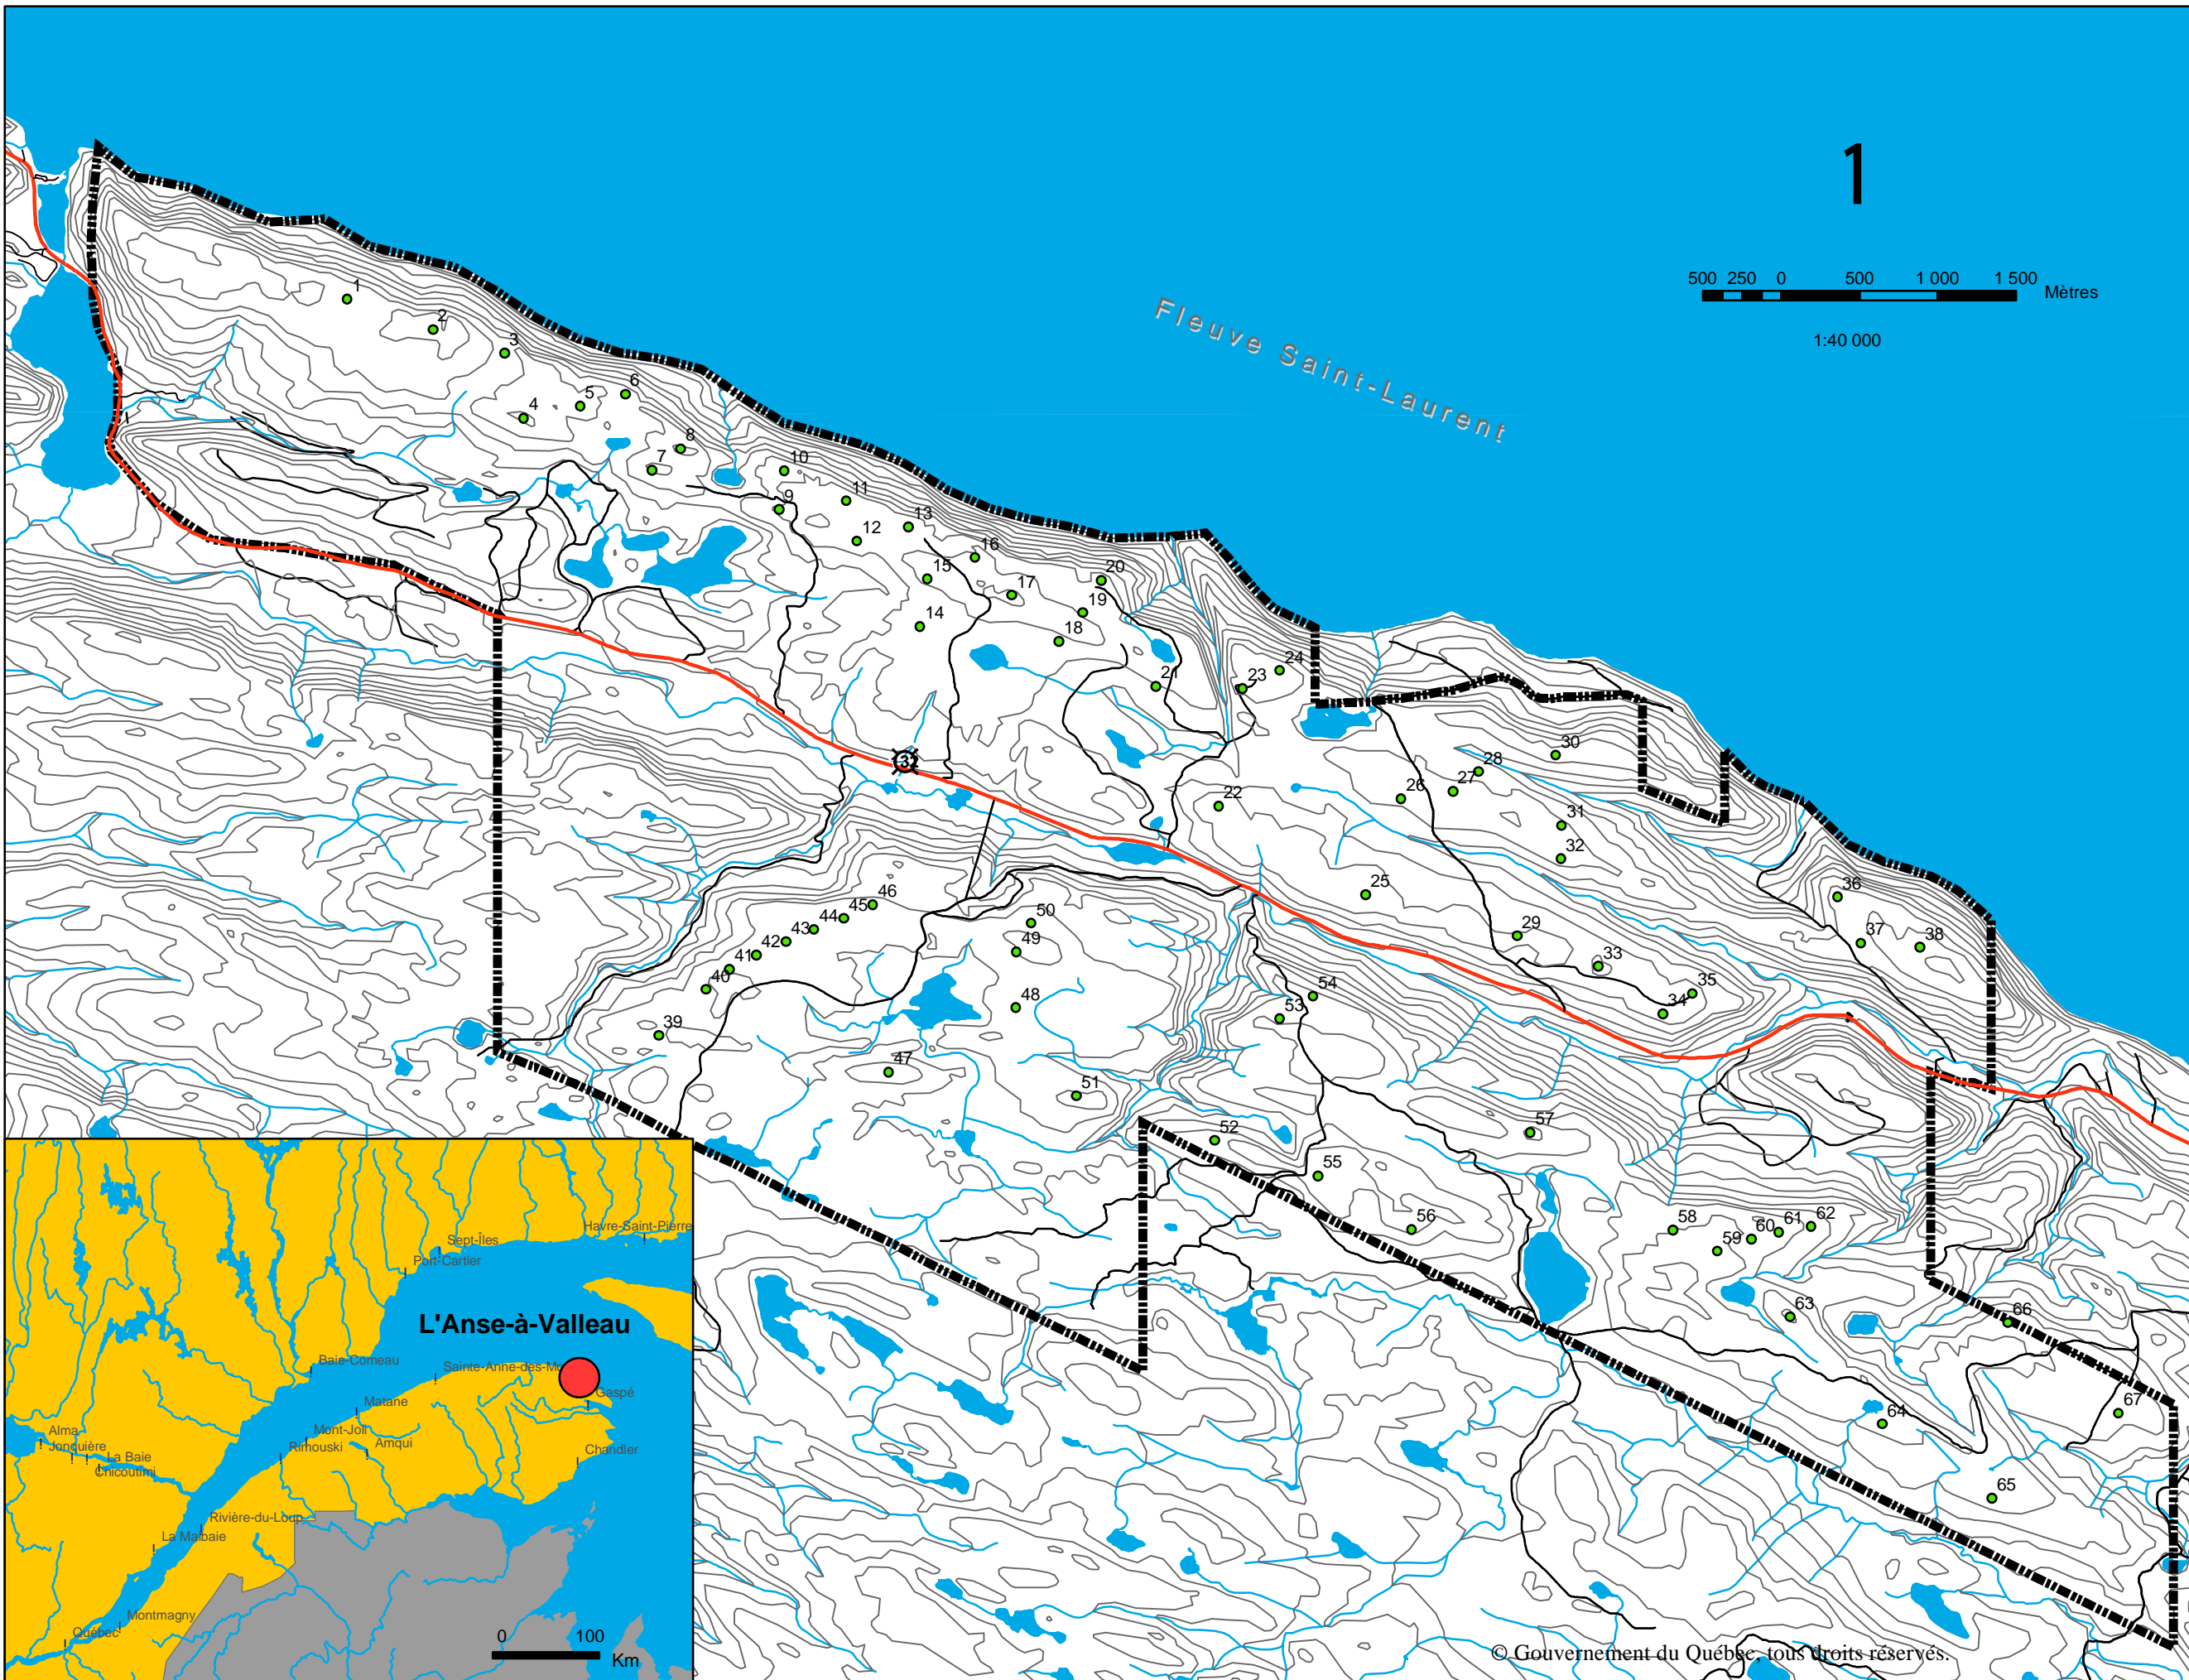 1
500 250 0 500 1 000 1 500 Mètres
1:40 000
Fleuve Saint-Laurent
1
2
3
4
5
6
7
8
9
10
11
12
13
14
15
16
17
18
19
20
21
22
23
24
25
26
27
28
29
30
31
32
33
34
35
36
37
38
39
40
41
42
43
44
45
46
47
48
49
50
51
52
53
54
55
56
57
58
59
60
61
62
63
64
65
66
67
132
Havre-Saint-Pierre
Sept-Îles
Port-Cartier
L'Anse-à-Valleau
Baie-Comeau
Sainte-Anne-des-Mo
Gaspé
Matane
Mont-Joli
Rimouski
Amqui
Chandler
Alma
Jonquière
La Baie
Chicoutimi
Rivière-du-Loup
La Malbaie
Montmagny
Québec
0 100
Km
© Gouvernement du Québec, tous droits réservés.